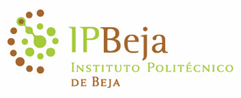 IPBeja
INSTITUTO POLITÉCNICO
DE BEJA